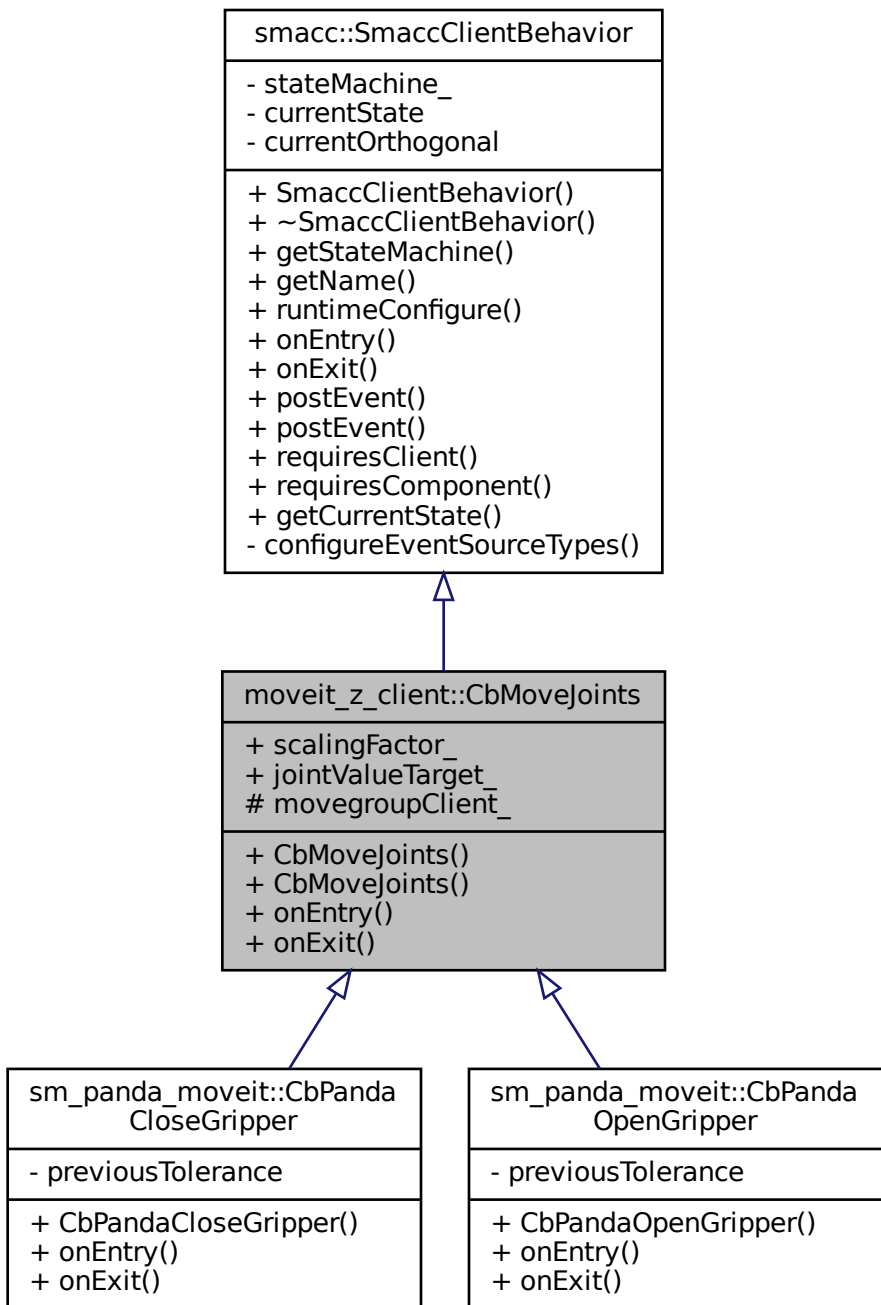 smacc::SmaccClientBehavior
- stateMachine_
- currentState
- currentOrthogonal
+ SmaccClientBehavior()
+ ~SmaccClientBehavior()
+ getStateMachine()
+ getName()
+ runtimeConfigure()
+ onEntry()
+ onExit()
+ postEvent()
+ postEvent()
+ requiresClient()
+ requiresComponent()
+ getCurrentState()
- configureEventSourceTypes()
moveit_z_client::CbMoveJoints
+ scalingFactor_
+ jointValueTarget_
# movegroupClient_
+ CbMoveJoints()
+ CbMoveJoints()
+ onEntry()
+ onExit()
sm_panda_moveit::CbPanda
CloseGripper
- previousTolerance
+ CbPandaCloseGripper()
+ onEntry()
+ onExit()
sm_panda_moveit::CbPanda
OpenGripper
- previousTolerance
+ CbPandaOpenGripper()
+ onEntry()
+ onExit()